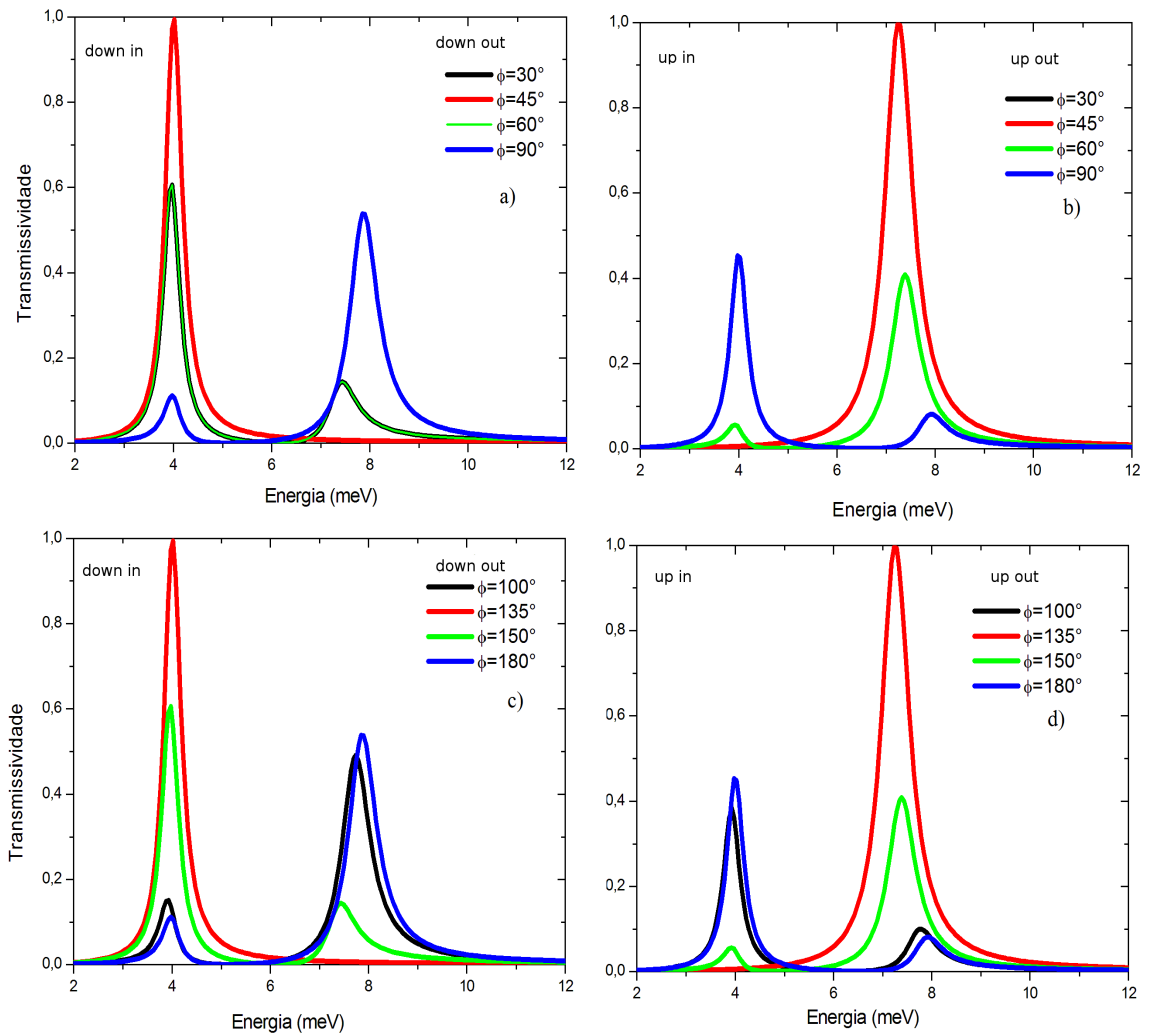 1,0
0,8
0,6
0,4
0,2
0,0
2
4
6
8
10
12
Transmissividade
Energia (meV)
down in
down out
ϕ=30°
ϕ=45°
ϕ=60°
ϕ=90°
a)
1,0
0,8
0,6
0,4
0,2
0,0
2
4
6
8
10
12
Energia (meV)
up in
up out
ϕ=30°
ϕ=45°
ϕ=60°
ϕ=90°
b)
1,0
0,8
0,6
0,4
0,2
0,0
2
4
6
8
10
12
Transmissividade
Energia (meV)
down in
down out
ϕ=100°
ϕ=135°
ϕ=150°
ϕ=180°
c)
1,0
0,8
0,6
0,4
0,2
0,0
2
4
6
8
10
12
Energia (meV)
up in
up out
ϕ=100°
ϕ=135°
ϕ=150°
ϕ=180°
d)